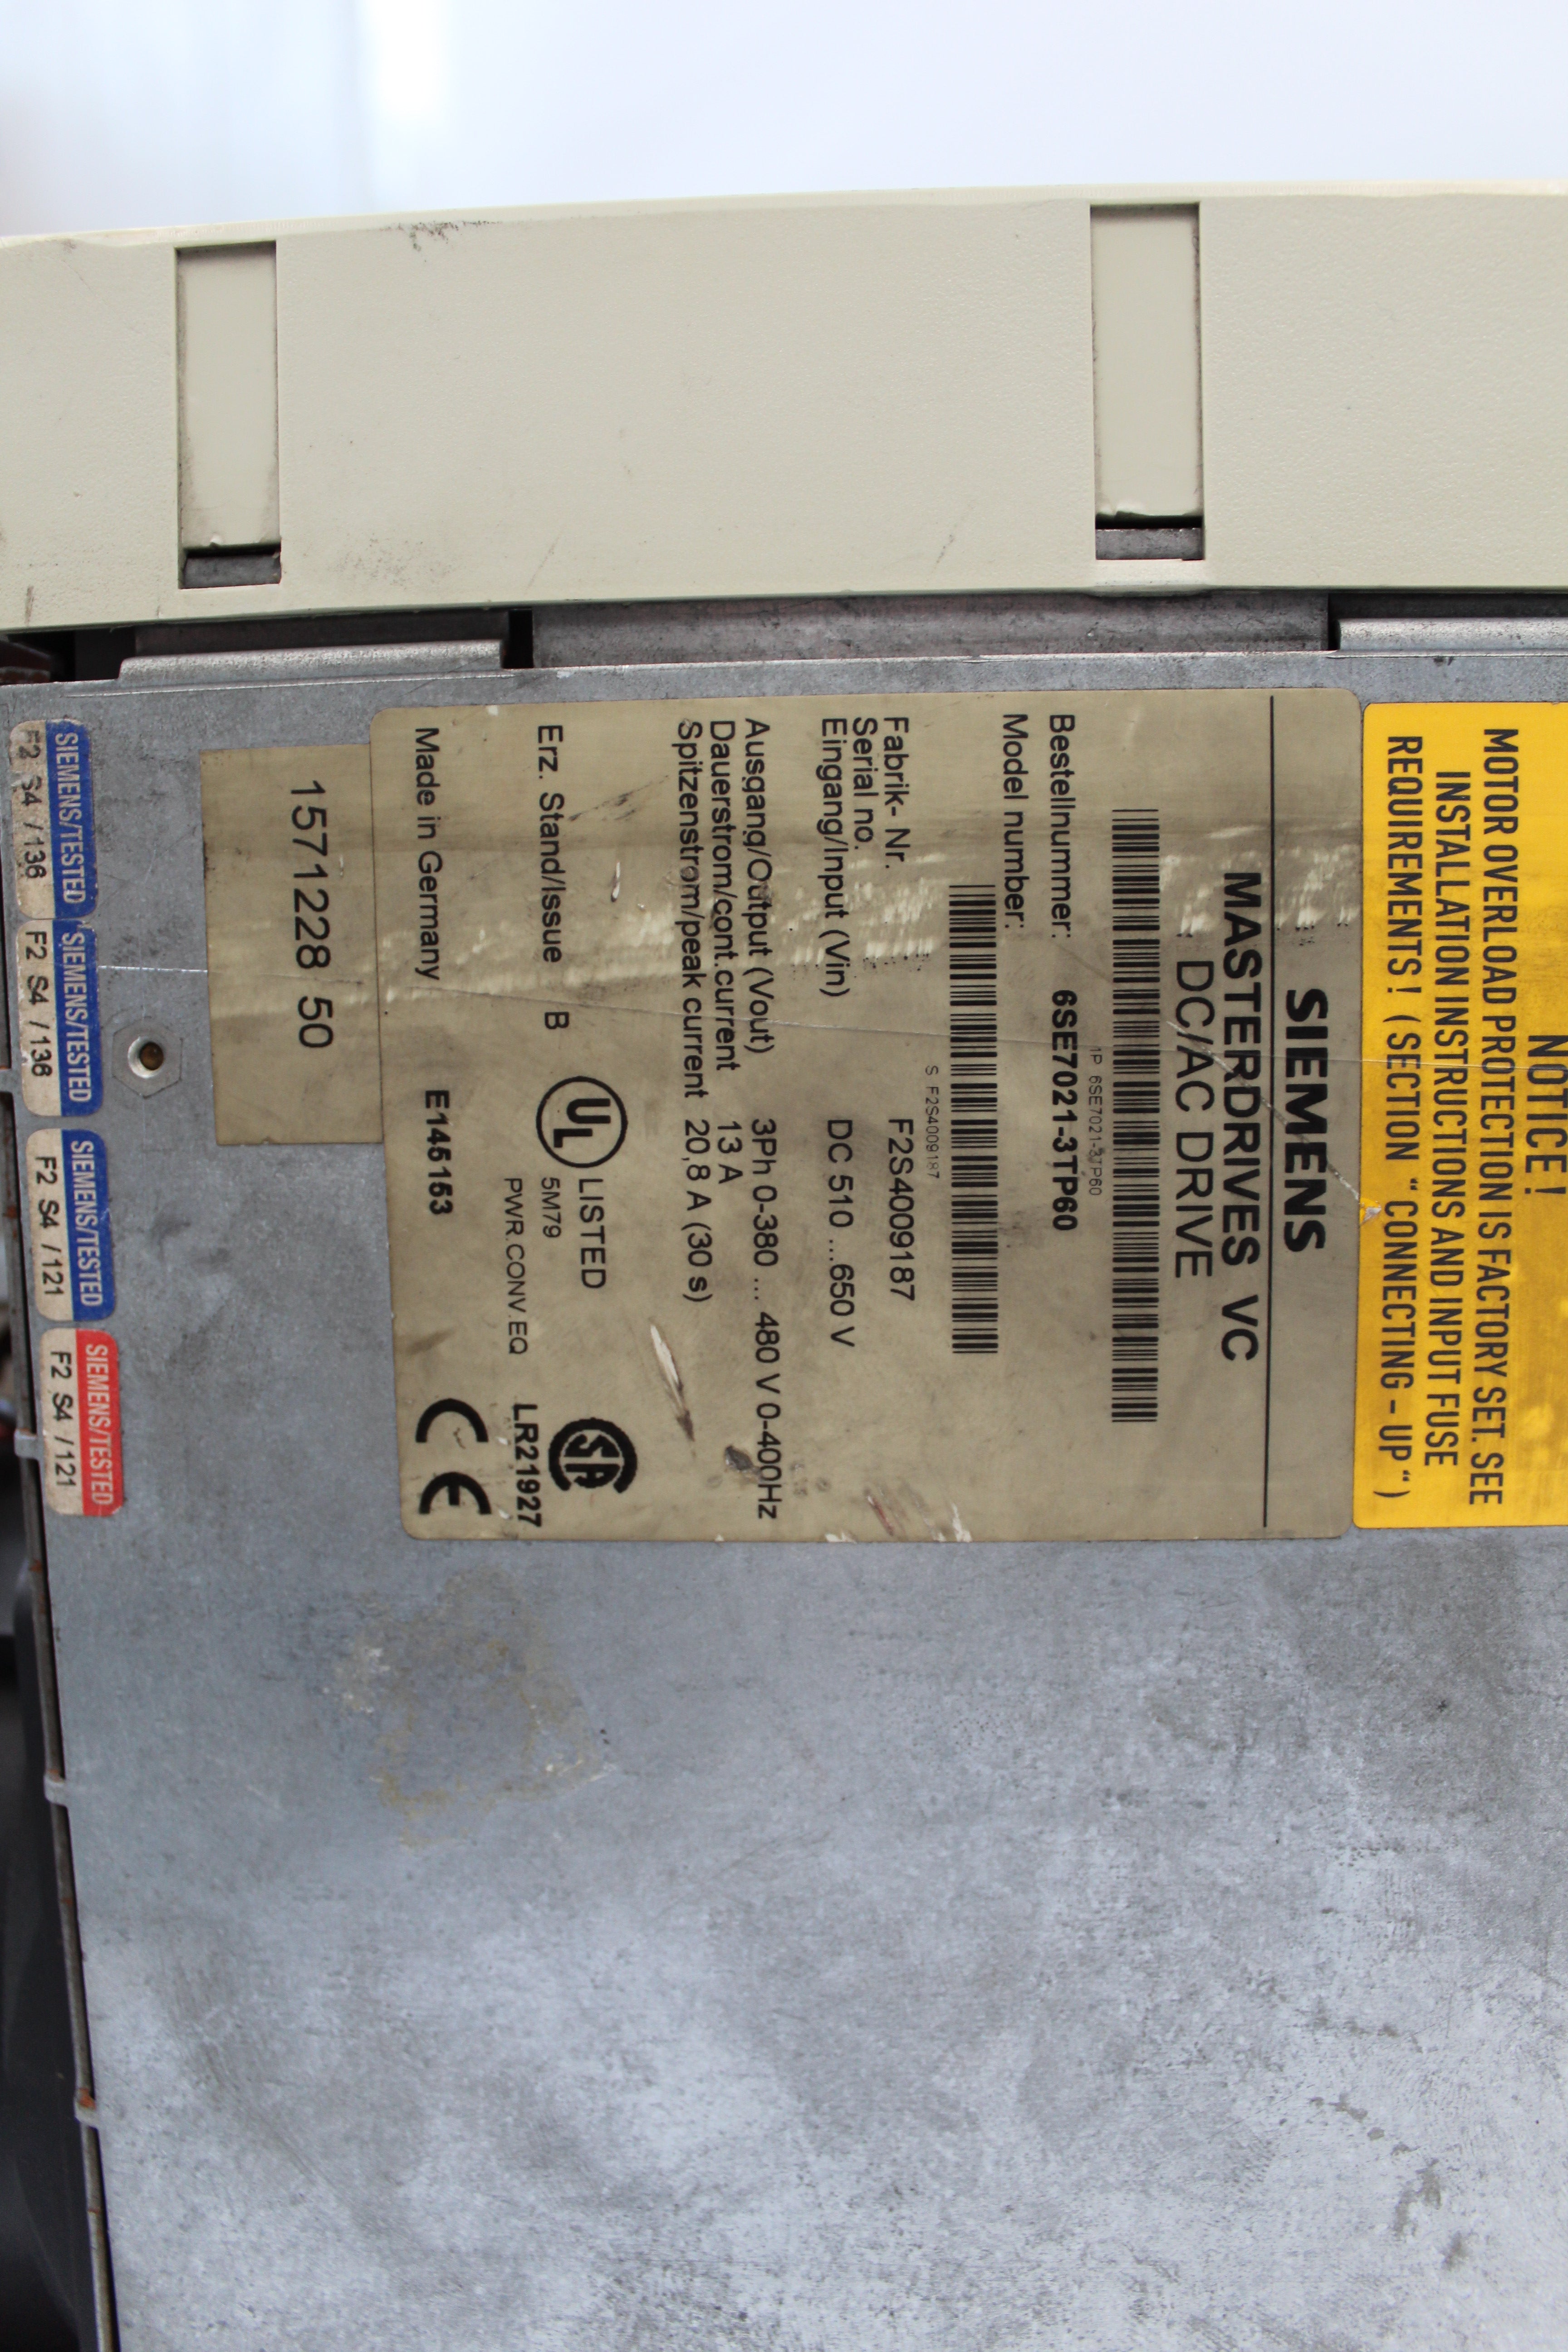 NOTICE !
MOTOR OVERLOAD PROTECTION IS FACTORY SET. SEE
INSTALLATION INSTRUCTIONS AND INPUT FUSE
REQUIREMENTS ! (SECTION "CONNECTING - UP")
SIEMENS
MASTERDRIVES VC
DC/AC DRIVE
1P 6SE7021-3TP60
Bestellnummer: 6SE7021-3TP60
Model number:
S F2S4009187
Fabrik- Nr. F2S4009187
Serial no.
Eingang/Input (Vin) DC 510 ...650 V
Ausgang/Output (Vout) 3Ph 0-380 ... 480 V 0-400Hz
Dauerstrom/cont.current 13 A
Spitzenstrom/peak current 20,8 A (30 s)
UL LISTED
Erz. Stand/Issue B 5M79
PWR.CONV.EQ LR21927
Made in Germany E145153 CE
1571228 50
SIEMENS/TESTED
F2 S4 /136
SIEMENS/TESTED
F2 S4 /136
SIEMENS/TESTED
F2 S4 /121
SIEMENS/TESTED
F2 S4 /121